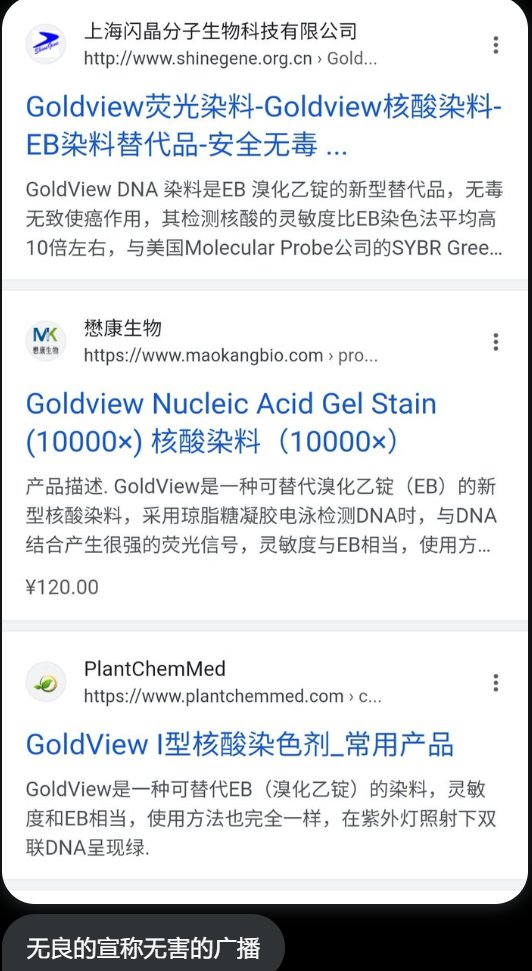 上海闪晶分子生物科技有限公司
http://www.shinegene.org.cn › Gold...
Goldview荧光染料-Goldview核酸染料-
EB染料替代品-安全无毒 ...
GoldView DNA 染料是EB 溴化乙锭的新型替代品，无毒
无致使癌作用，其检测核酸的灵敏度比EB染色法平均高
10倍左右，与美国Molecular Probe公司的SYBR Gree...
MK
懋康生物
懋康生物
https://www.maokangbio.com › pro...
Goldview Nucleic Acid Gel Stain
(10000×) 核酸染料（10000×）
产品描述. GoldView是一种可替代溴化乙锭（EB）的新
型核酸染料，采用琼脂糖凝胶电泳检测DNA时，与DNA
结合产生很强的荧光信号，灵敏度与EB相当，使用方...
¥120.00
PlantChemMed
https://www.plantchemmed.com › c...
GoldView I型核酸染色剂_常用产品
GoldView是一种可替代EB（溴化乙锭）的染料，灵敏
度和EB相当，使用方法也完全一样，在紫外灯照射下双
联DNA呈现绿.
无良的宣称无害的广播